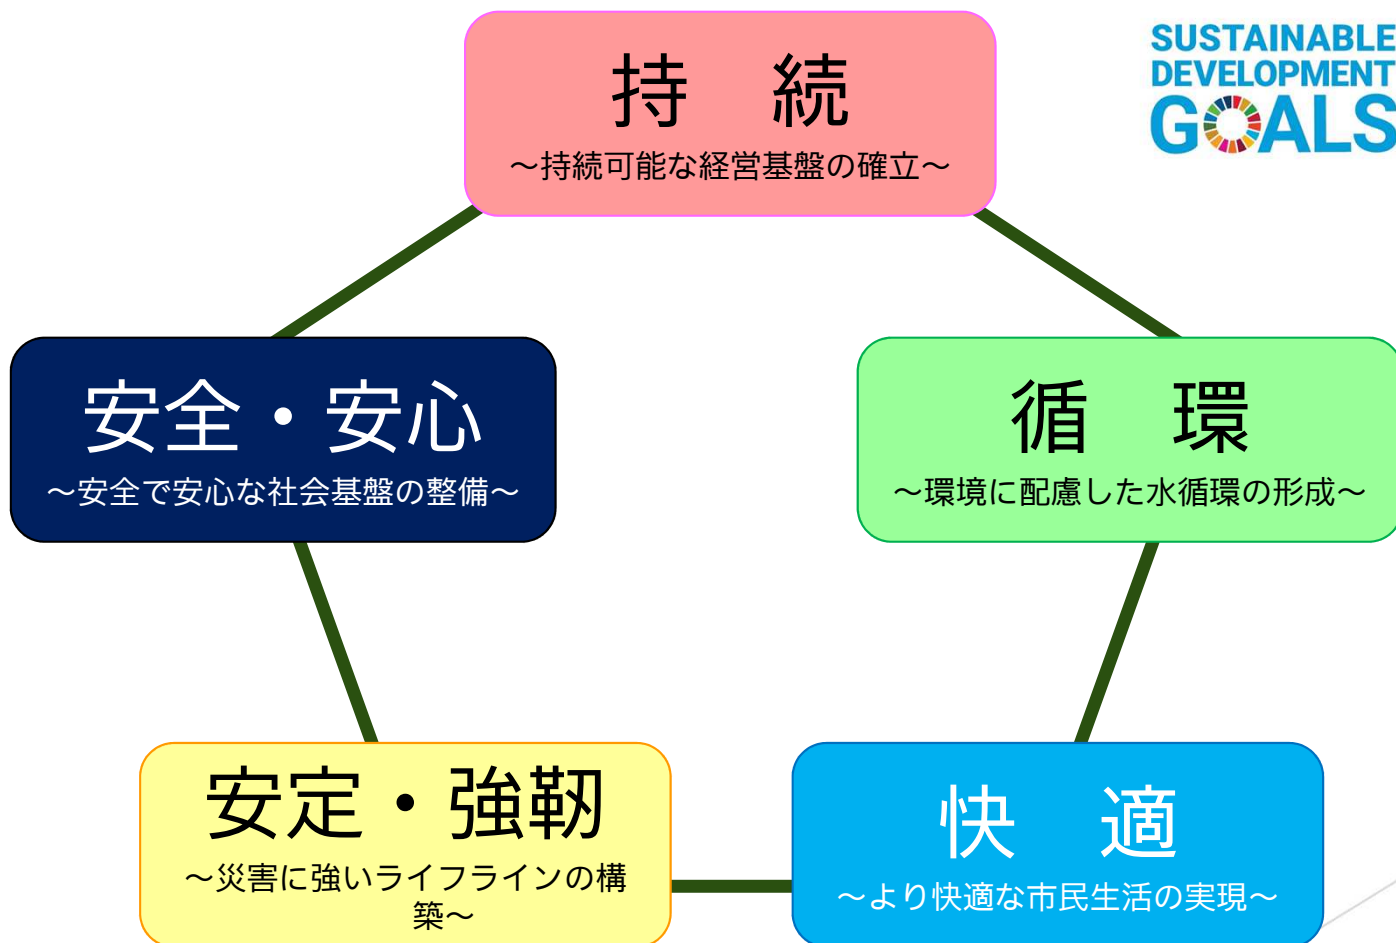 持　続
～持続可能な経営基盤の確立～
SUSTAINABLE
DEVELOPMENT
GOALS
安全・安心
～安全で安心な社会基盤の整備～
循　環
～環境に配慮した水循環の形成～
安定・強靭
～災害に強いライフラインの構
築～
快　適
～より快適な市民生活の実現～